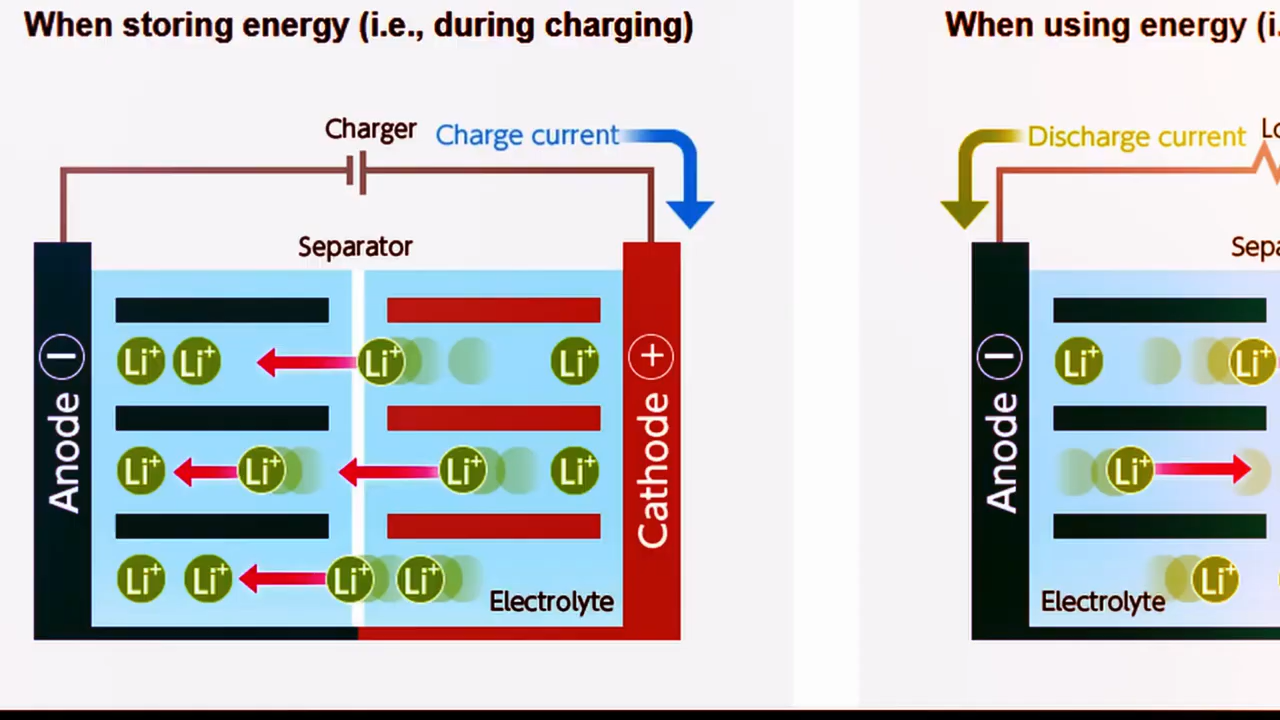 When storing energy (i.e., during charging)
Charger
Charge current
Separator
Anode
Cathode
Li+ Li+ Li+ Li+
Li+ Li+ Li+ Li+
Li+ Li+ Li+ Li+
Electrolyte
When using energy (i.
Discharge current
Anode
Li+ Li+
Li+
Li+
Electrolyte